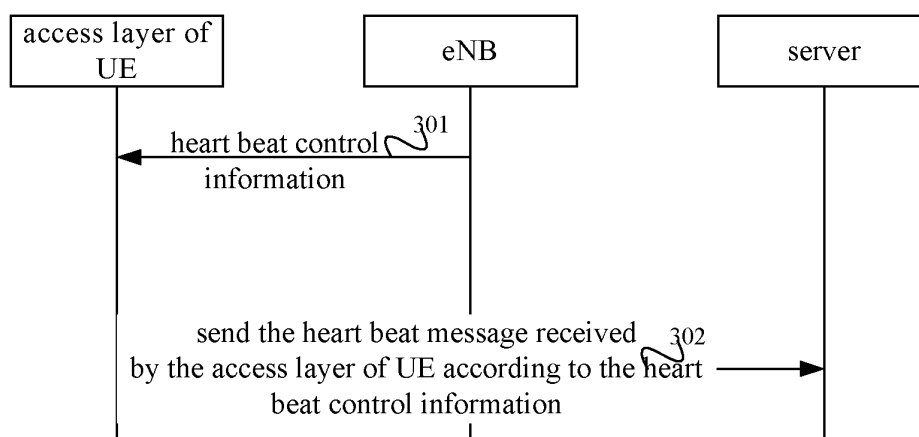 access layer of
UE
eNB
server
301
heart beat control
information
send the heart beat message received
302
by the access layer of UE according to the heart
beat control information